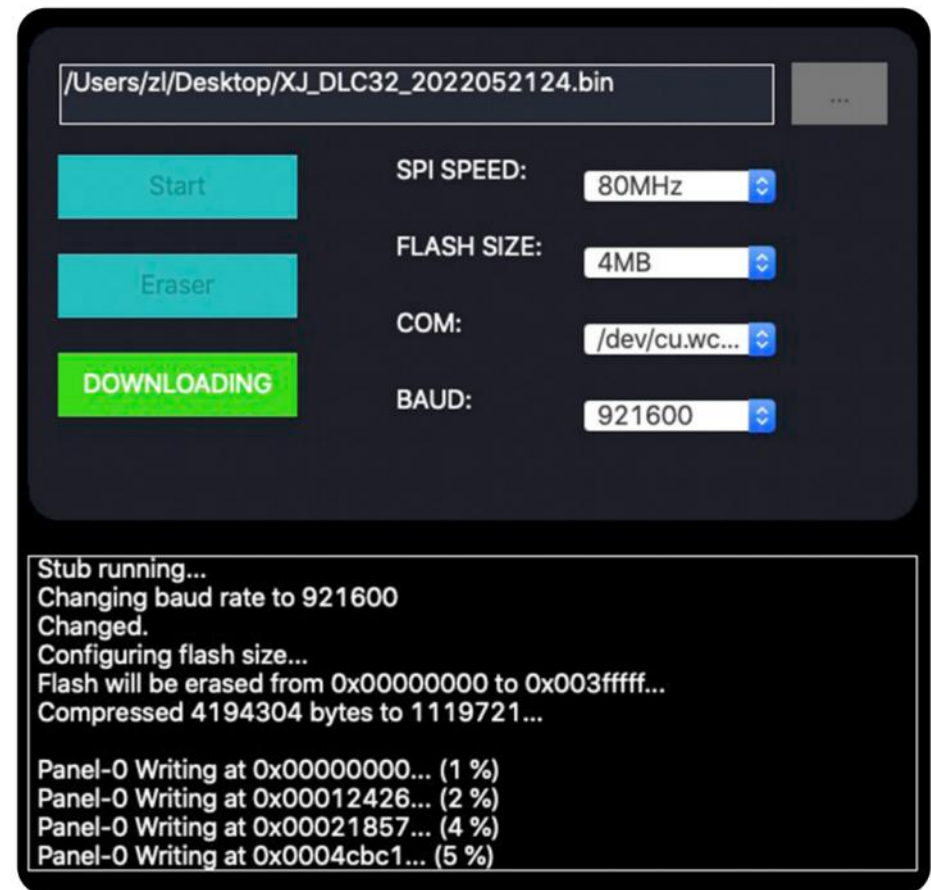 /Users/zl/Desktop/XJ_DLC32_2022052124.bin
...
Start
SPI SPEED:
80MHz
Eraser
FLASH SIZE:
4MB
COM:
/dev/cu.wc...
DOWNLOADING
BAUD:
921600
Stub running...
Changing baud rate to 921600
Changed.
Configuring flash size...
Flash will be erased from 0x00000000 to 0x003fffff...
Compressed 4194304 bytes to 1119721...
Panel-0 Writing at 0x00000000... (1 %)
Panel-0 Writing at 0x00012426... (2 %)
Panel-0 Writing at 0x00021857... (4 %)
Panel-0 Writing at 0x0004cbc1... (5 %)